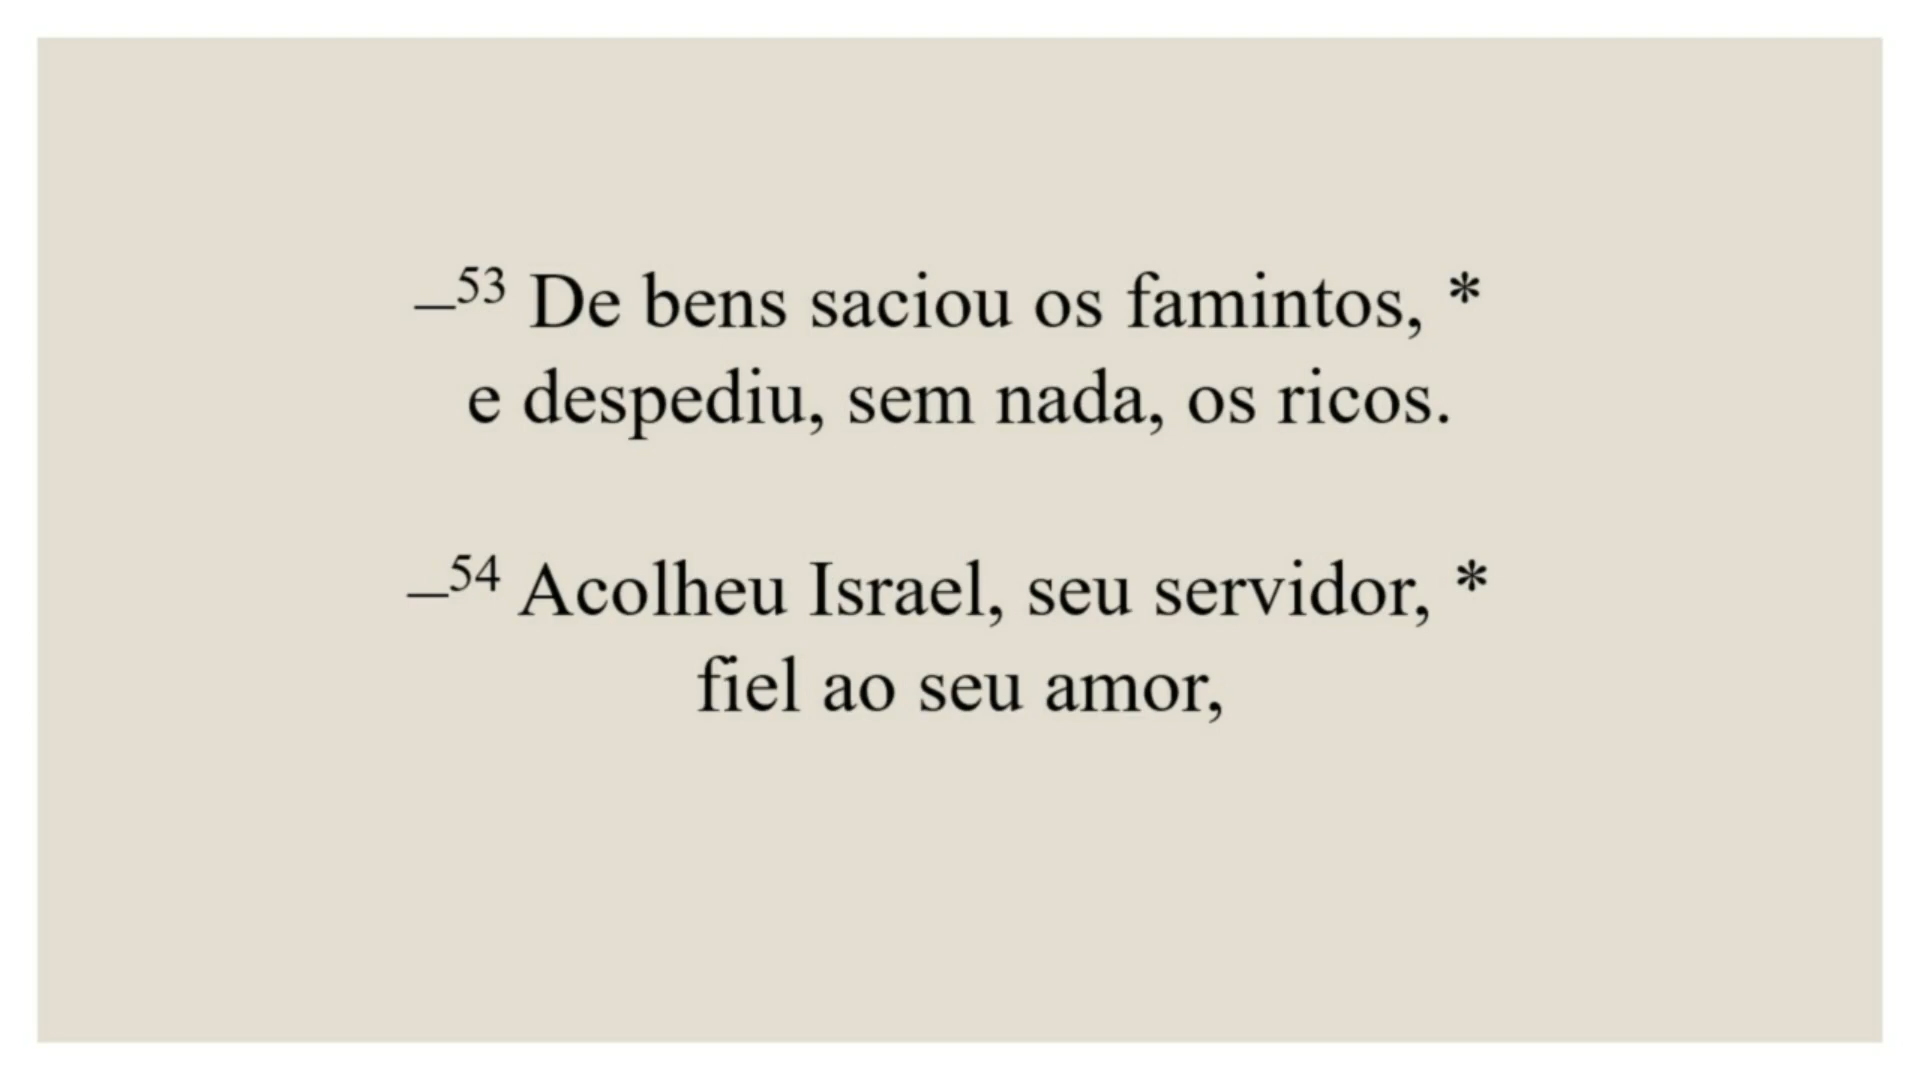 –53 De bens saciou os famintos, *
e despediu, sem nada, os ricos.
–54 Acolheu Israel, seu servidor, *
fiel ao seu amor,